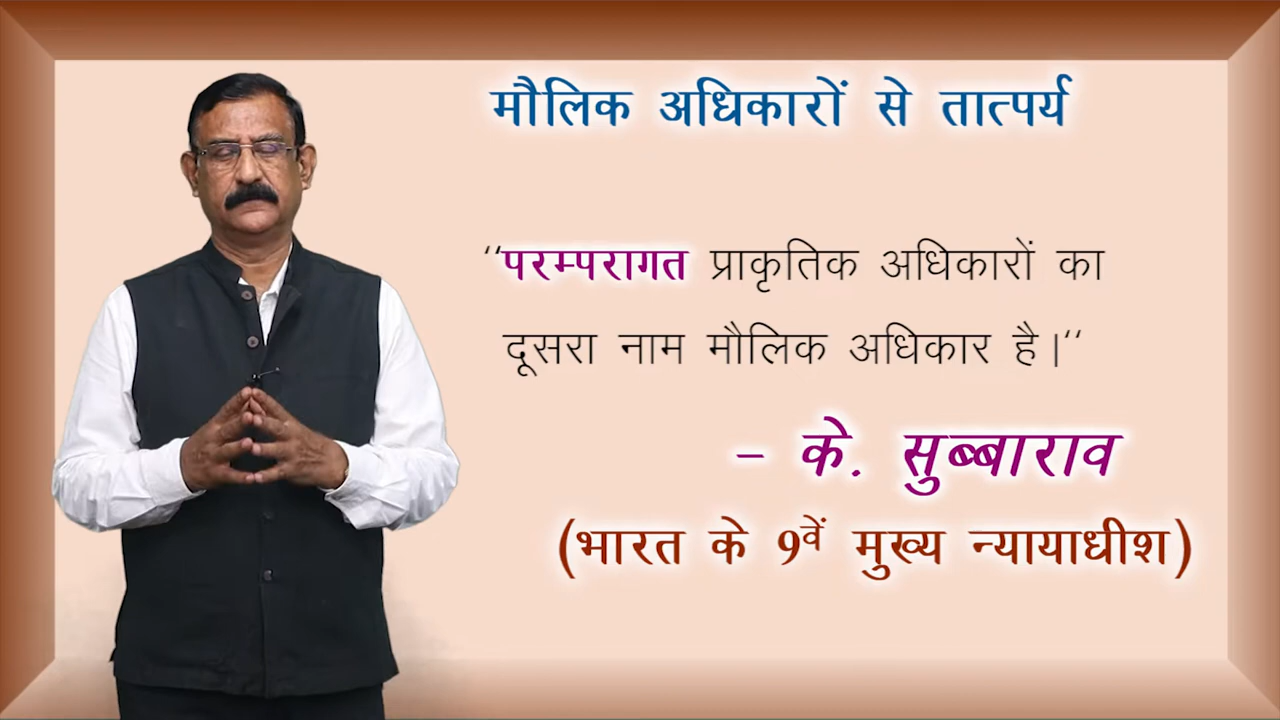 मौलिक अधिकारों से तात्पर्य
‘‘परम्परागत प्राकृतिक अधिकारों का
दूसरा नाम मौलिक अधिकार है।‘‘
– के. सुब्बाराव
(भारत के 9वें मुख्य न्यायाधीश)